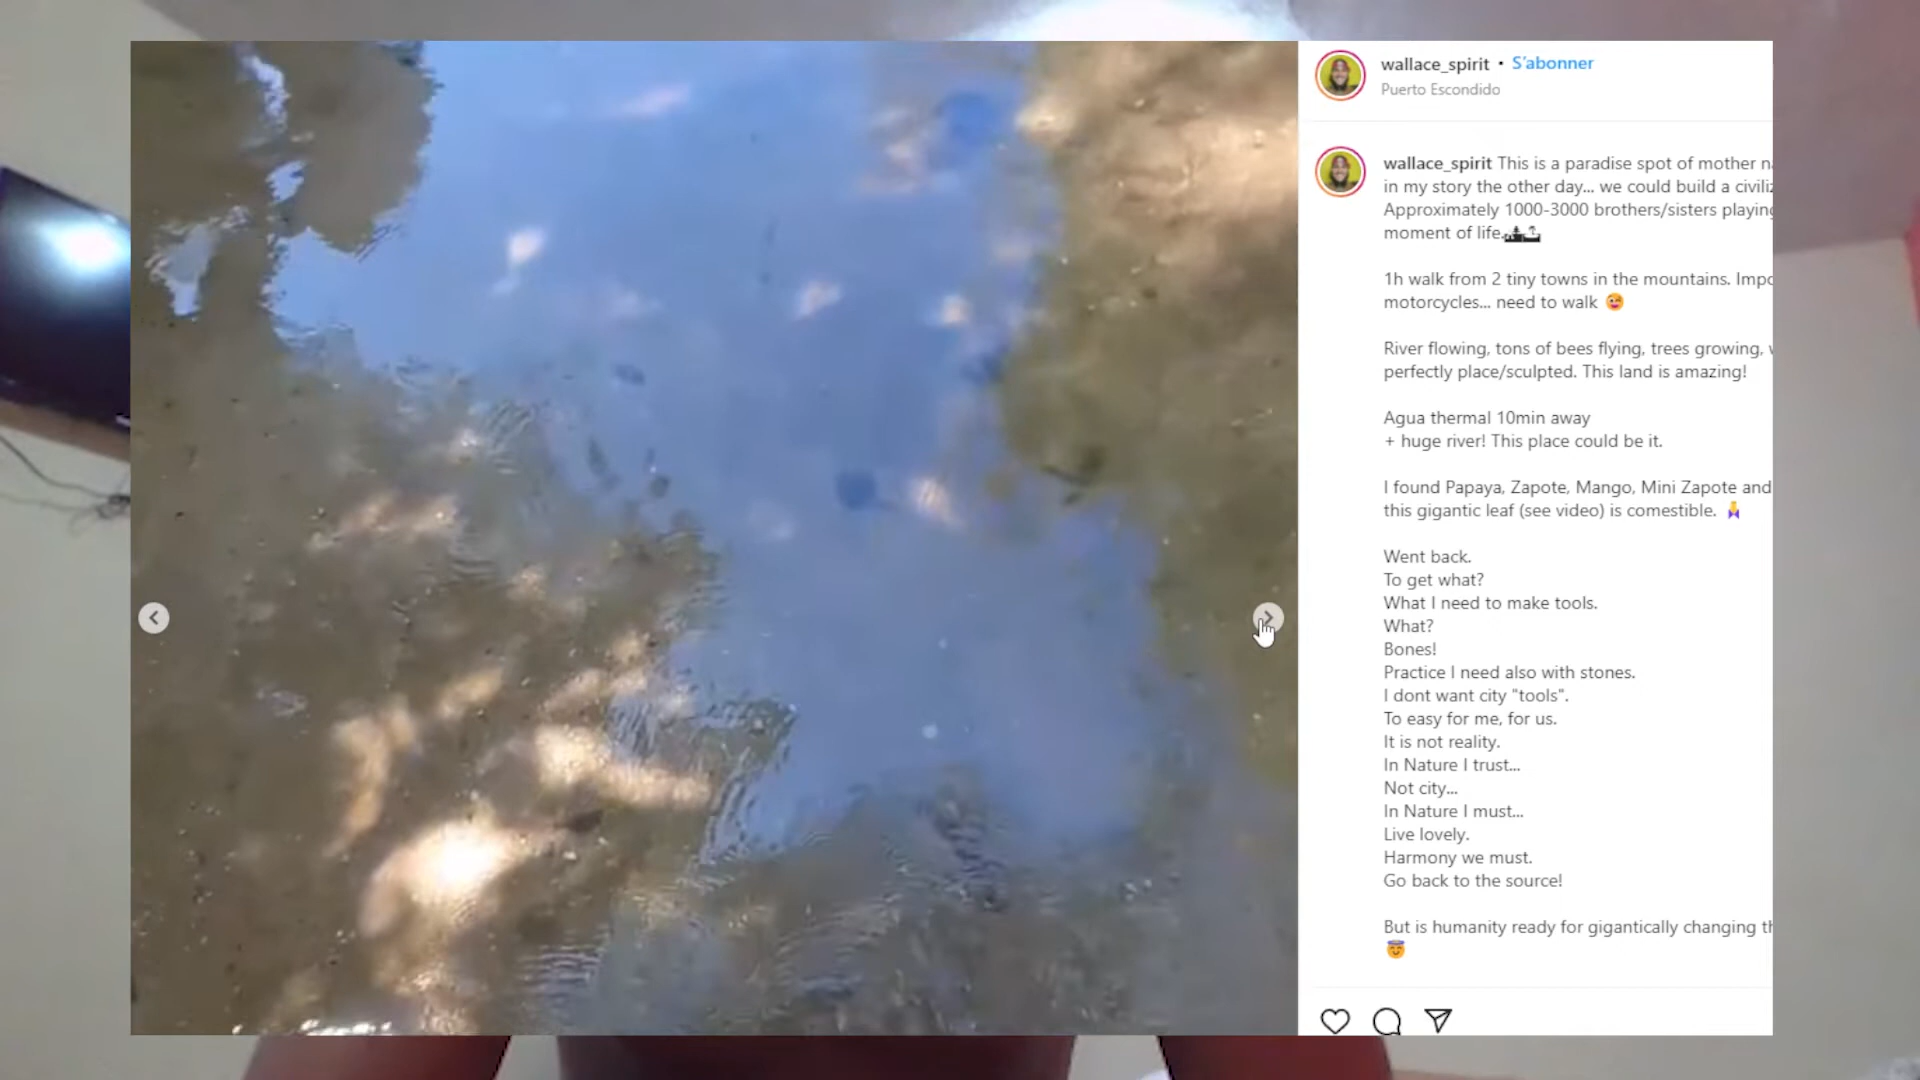 wallace_spirit • S'abonner
Puerto Escondido
wallace_spirit This is a paradise spot of mother
in my story the other day... we could build a
Approximately 1000-3000 brothers/sisters playing
moment of life.
1h walk from 2 tiny towns in the mountains.
motorcycles... need to walk
River flowing, tons of bees flying, trees growing,
perfectly place/sculpted. This land is amazing!
Agua thermal 10min away
+ huge river! This place could be it.
I found Papaya, Zapote, Mango, Mini Zapote and
this gigantic leaf (see video) is comestible.
Went back.
To get what?
What I need to make tools.
What?
Bones!
Practice I need also with stones.
I dont want city "tools".
To easy for me, for us.
It is not reality.
In Nature I trust...
Not city...
In Nature I must...
Live lovely.
Harmony we must.
Go back to the source!
But is humanity ready for gigantically changing